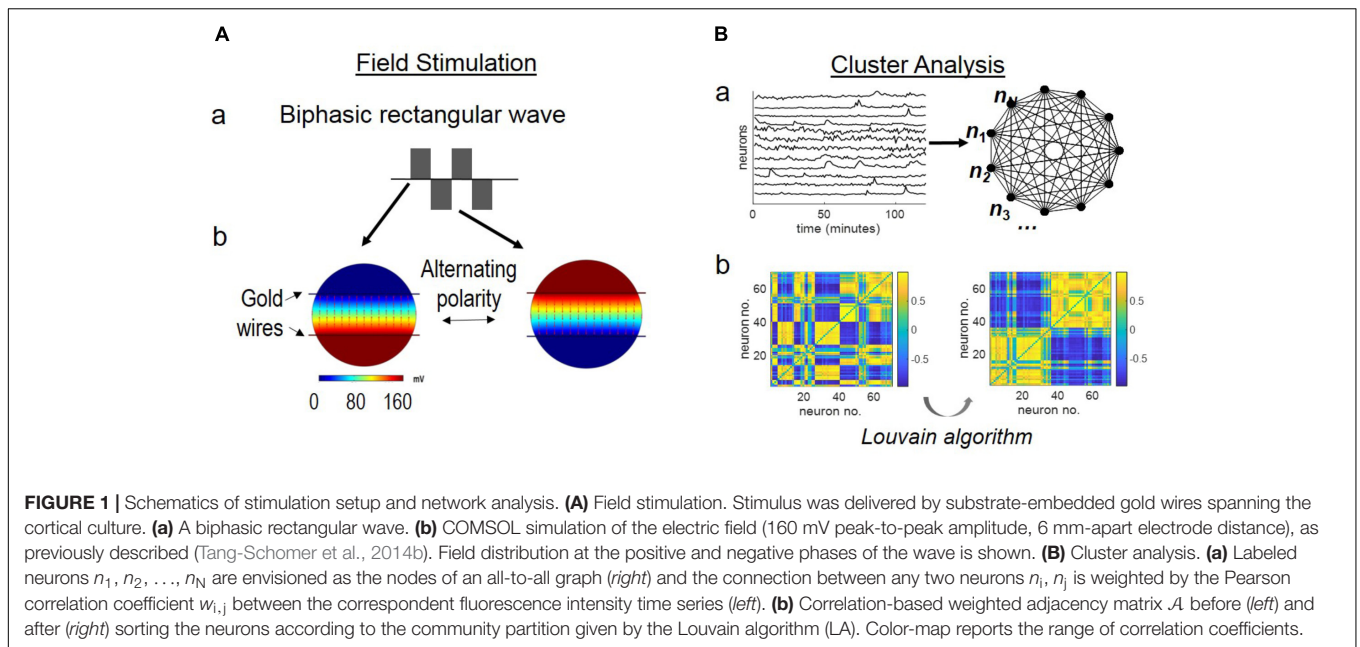 A
Field Stimulation
a
Biphasic rectangular wave
b
Gold
wires
Alternating
polarity
mV
0 80 160
B
Cluster Analysis
a
neurons
0 50 100
time (minutes)
nN
n1
n2
n3
...
b
neuron no.
60
40
20
20 40 60
neuron no.
0.5
0
-0.5
neuron no.
60
40
20
20 40 60
neuron no.
0.5
0
-0.5
Louvain algorithm
FIGURE 1 | Schematics of stimulation setup and network analysis. (A) Field stimulation. Stimulus was delivered by substrate-embedded gold wires spanning the
cortical culture. (a) A biphasic rectangular wave. (b) COMSOL simulation of the electric field (160 mV peak-to-peak amplitude, 6 mm-apart electrode distance), as
previously described (Tang-Schomer et al., 2014b). Field distribution at the positive and negative phases of the wave is shown. (B) Cluster analysis. (a) Labeled
neurons n1, n2, ..., nN are envisioned as the nodes of an all-to-all graph (right) and the connection between any two neurons ni, nj is weighted by the Pearson
correlation coefficient wi,j between the correspondent fluorescence intensity time series (left). (b) Correlation-based weighted adjacency matrix A before (left) and
after (right) sorting the neurons according to the community partition given by the Louvain algorithm (LA). Color-map reports the range of correlation coefficients.